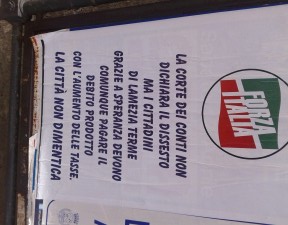 FORZA
ITALIA
LA CORTE DEI CONTI NON
DICHIARA IL DISSESTO
MA I CITTADINI
DI LAMEZIA TERME
GRAZIE A SPERANZA DEVONO
COMUNQUE PAGARE IL
DEBITO PRODOTTO
CON L'AUMENTO DELLE TASSE.
LA CITTÀ NON DIMENTICA